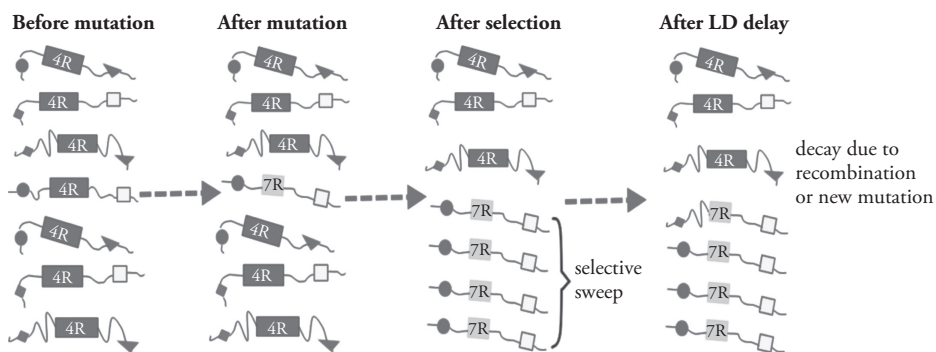 Before mutation
After mutation
After selection
After LD delay
4R
4R
4R
4R
4R
4R
4R
4R
4R
4R
7R
4R
4R
4R
4R
4R
4R
7R
7R
7R
7R
selective
sweep
4R
4R
4R
7R
7R
7R
7R
decay due to
recombination
or new mutation